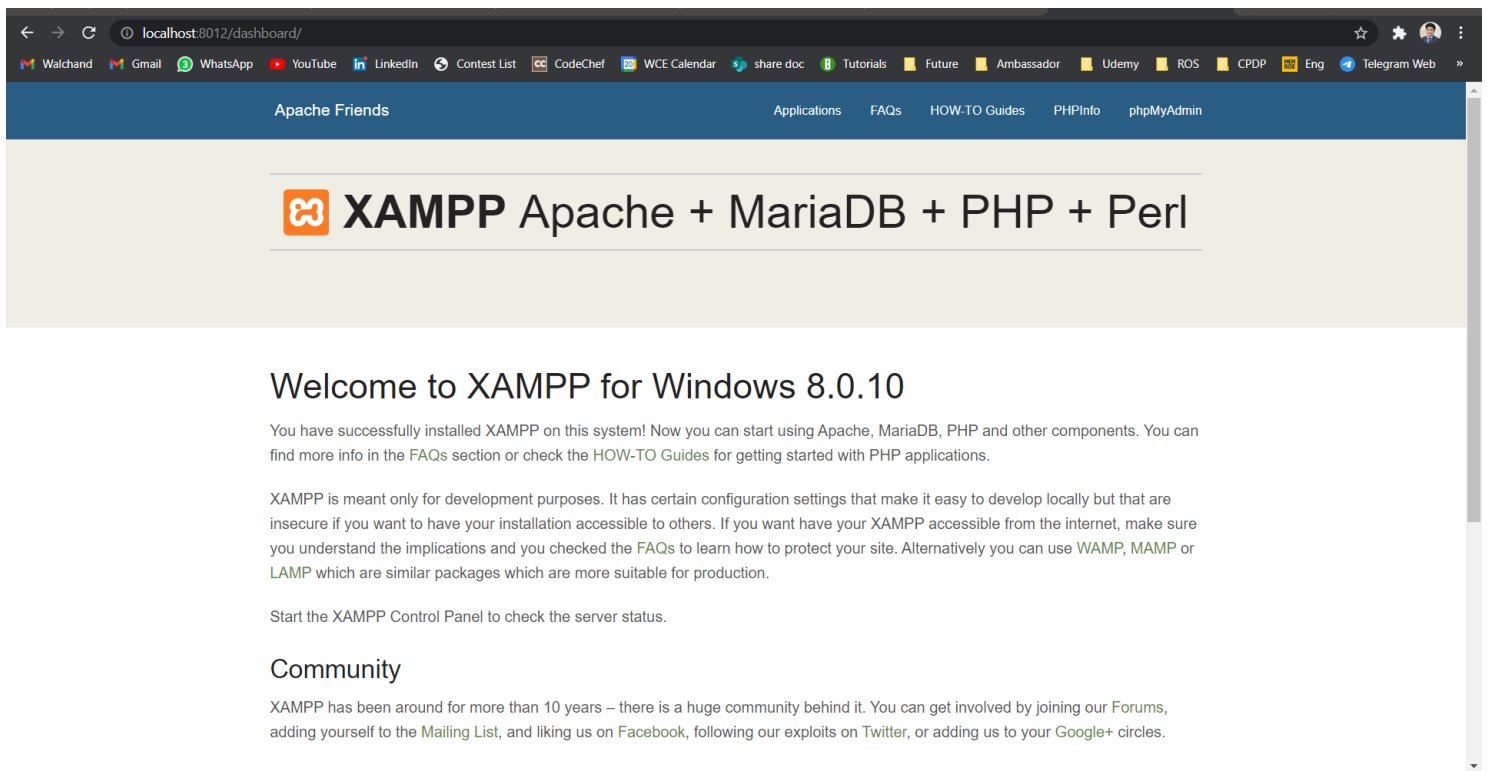 localhost:8012/dashboard/
Walchand Gmail 3 WhatsApp YouTube in LinkedIn Contest List CC CodeChef 20 WCE Calendar share doc Tutorials Future Ambassador Udemy ROS CPDP Eng Telegram Web »
Apache Friends Applications FAQs HOW-TO Guides PHPInfo phpMyAdmin
XAMPP Apache + MariaDB + PHP + Perl
Welcome to XAMPP for Windows 8.0.10
You have successfully installed XAMPP on this system! Now you can start using Apache, MariaDB, PHP and other components. You can
find more info in the FAQs section or check the HOW-TO Guides for getting started with PHP applications.
XAMPP is meant only for development purposes. It has certain configuration settings that make it easy to develop locally but that are
insecure if you want to have your installation accessible to others. If you want have your XAMPP accessible from the internet, make sure
you understand the implications and you checked the FAQs to learn how to protect your site. Alternatively you can use WAMP, MAMP or
LAMP which are similar packages which are more suitable for production.
Start the XAMPP Control Panel to check the server status.
Community
XAMPP has been around for more than 10 years – there is a huge community behind it. You can get involved by joining our Forums,
adding yourself to the Mailing List, and liking us on Facebook, following our exploits on Twitter, or adding us to your Google+ circles.